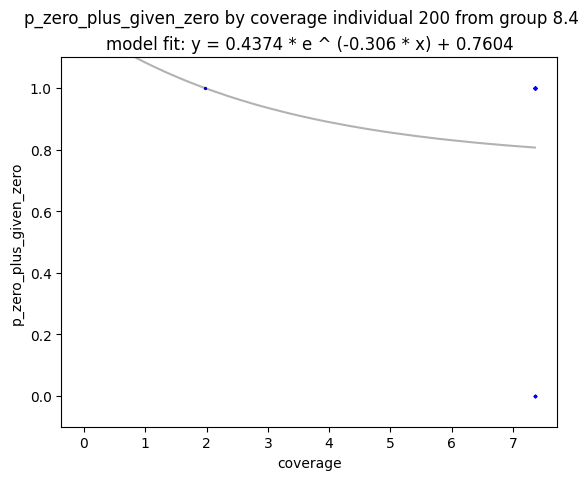 p_zero_plus_given_zero by coverage individual 200 from group 8.4
model fit: y = 0.4374 * e ^ (-0.306 * x) + 0.7604
1.0
0.8
0.6
0.4
0.2
0.0
p_zero_plus_given_zero
0 1 2 3 4 5 6 7
coverage